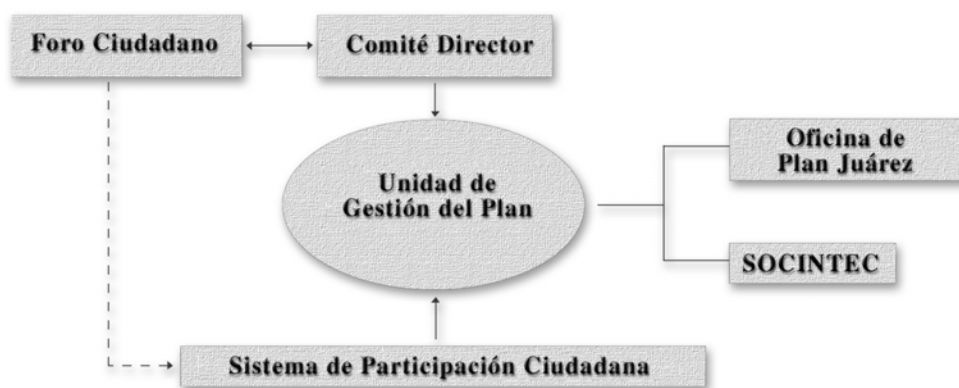 Foro Ciudadano
Comité Director
Unidad de
Gestión del Plan
Oficina de
Plan Juárez
SOCINTEC
Sistema de Participación Ciudadana